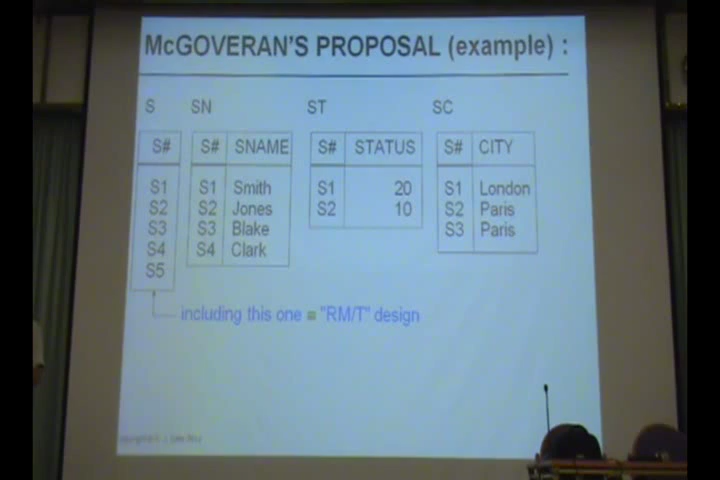 McGOVERAN'S PROPOSAL (example) :
S SN ST SC
S# S# SNAME S# STATUS S# CITY
S1 S1 Smith S1 20 S1 London
S2 S2 Jones S2 10 S2 Paris
S3 S3 Blake S3 Paris
S4 S4 Clark
S5
including this one = "RM/T" design